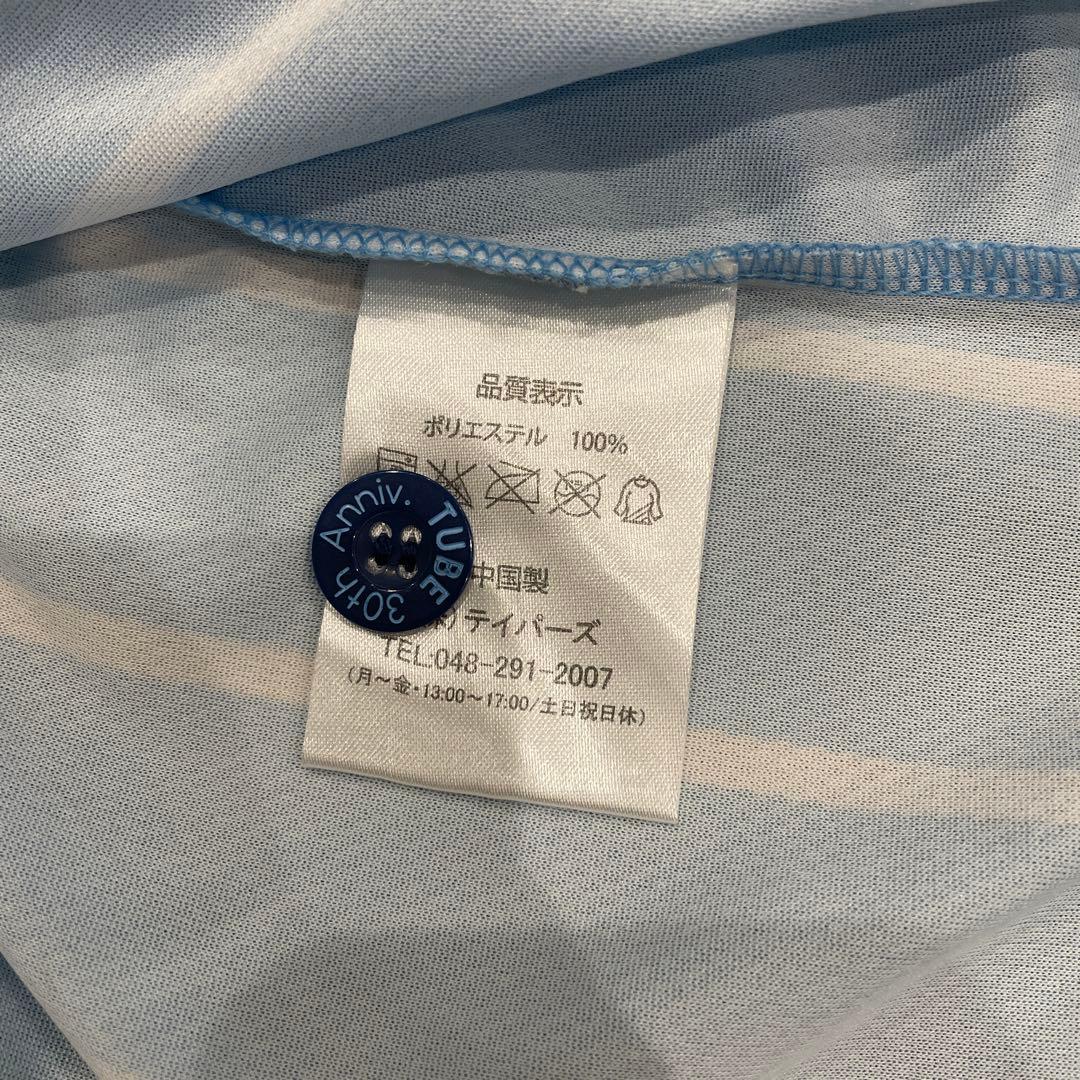 品質表示
ポリエステル 100%
中国製
テイパーズ
TEL:048-291-2007
(月～金・13:00～17:00/土日祝日休)
TUBE
30th Anniv.